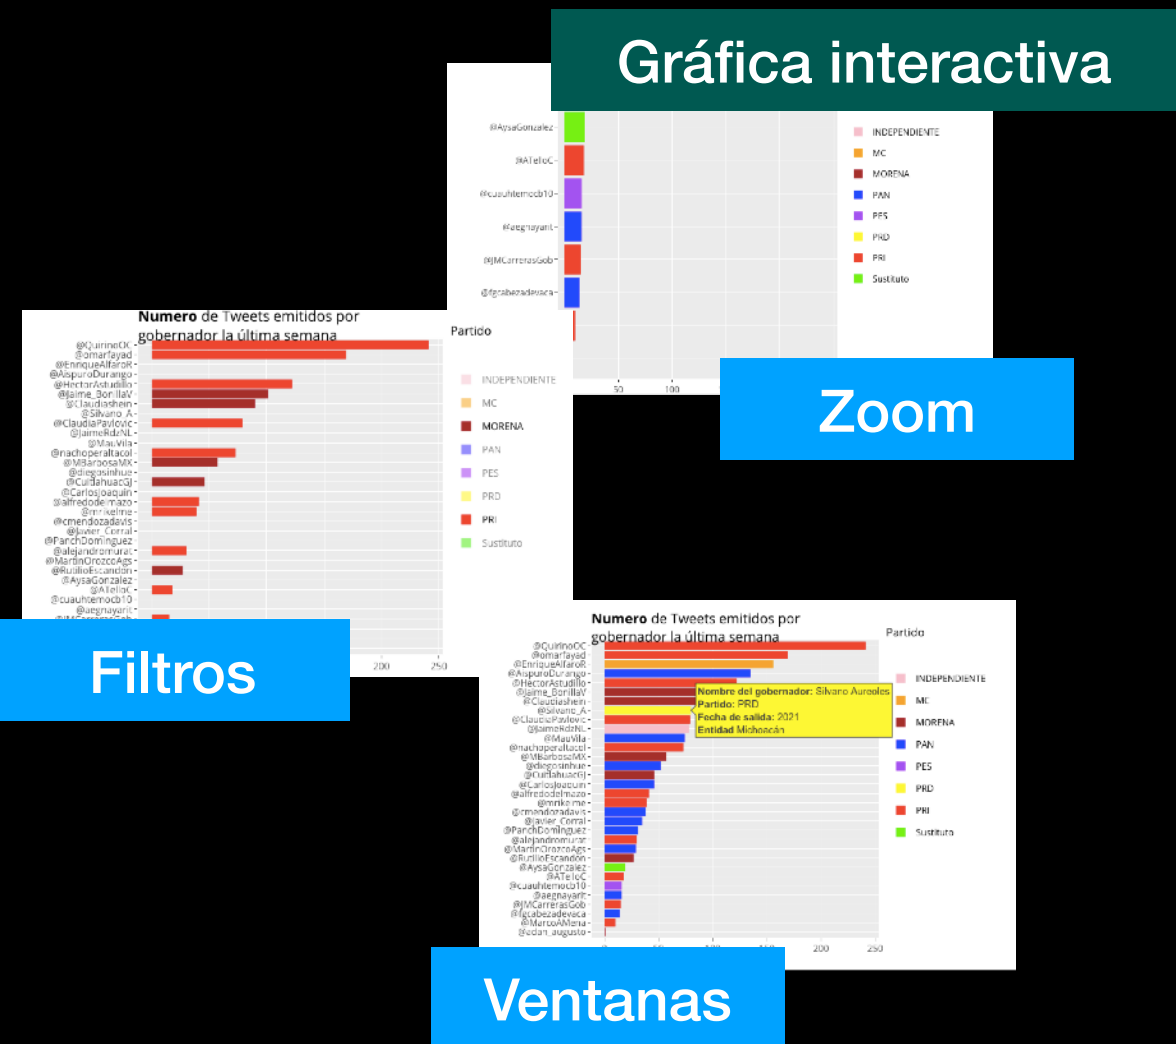 Gráfica interactiva
@AysaGonzalez
@ATelloC
@cuauhtemocb10
@aegnayarit
@JMCarrerasGob
@fgcabezadevaca
50
100
INDEPENDIENTE
MC
MORENA
PAN
PES
PRD
PRI
Sustituto
Zoom
Numero de Tweets emitidos por
gobernador la última semana
@QuirinoOC
@omarfayad
@EnriqueAlfaroR
@AispuroDurango
@HectorAstudillo
@Jaime_BonillaV
@Claudiashein
@Silvano_A
@ClaudiaPavlovic
@JaimeRdzNL
@MauVila
@nachoperaltacol
@MBarbosaMX
@diegosinhue
@CuitlahuacGJ
@CarlosJoaquin
@alfredodelmazo
@mrikelme
@cmendozadavis
@Javier_Corral
@PanchDominguez
@alejandromurat
@MartinOrozcoAgs
@RutilioEscandon
@AysaGonzalez
@ATelloC
@cuauhtemocb10
@aegnayarit
@JMCarrerasGob
200
250
Partido
INDEPENDIENTE
MC
MORENA
PAN
PES
PRD
PRI
Sustituto
Filtros
Numero de Tweets emitidos por
gobernador la última semana
@QuirinoOC
@omarfayad
@EnriqueAlfaroR
@AispuroDurango
@HectorAstudillo
@Jaime_BonillaV
@Claudiashein
@Silvano_A
@ClaudiaPavlovic
@JaimeRdzNL
@MauVila
@nachoperaltacol
@MBarbosaMX
@diegosinhue
@CuitlahuacGJ
@CarlosJoaquin
@alfredodelmazo
@mrikelme
@cmendozadavis
@Javier_Corral
@PanchDominguez
@alejandromurat
@MartinOrozcoAgs
@RutilioEscandon
@AysaGonzalez
@ATelloC
@cuauhtemocb10
@aegnayarit
@JMCarrerasGob
@fgcabezadevaca
@MarcoAMena
@adan_augusto
Nombre del gobernador: Silvano Aureoles
Partido: PRD
Fecha de salida: 2021
Entidad Michoacán
0
50
100
150
200
250
Partido
INDEPENDIENTE
MC
MORENA
PAN
PES
PRD
PRI
Sustituto
Ventanas